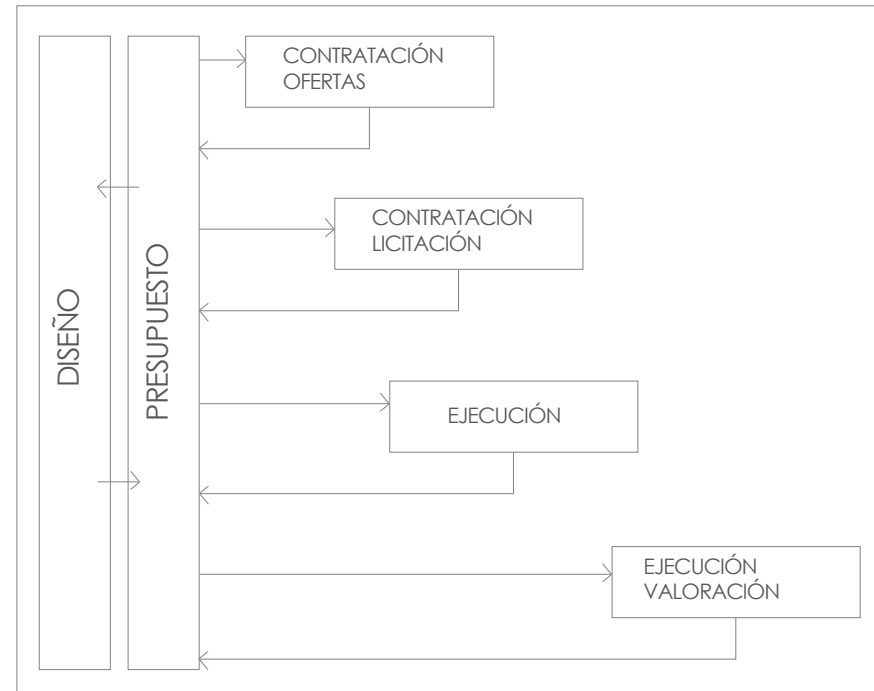 DISEÑO
PRESUPUESTO
CONTRATACIÓN
OFERTAS
CONTRATACIÓN
LICITACIÓN
EJECUCIÓN
EJECUCIÓN
VALORACIÓN